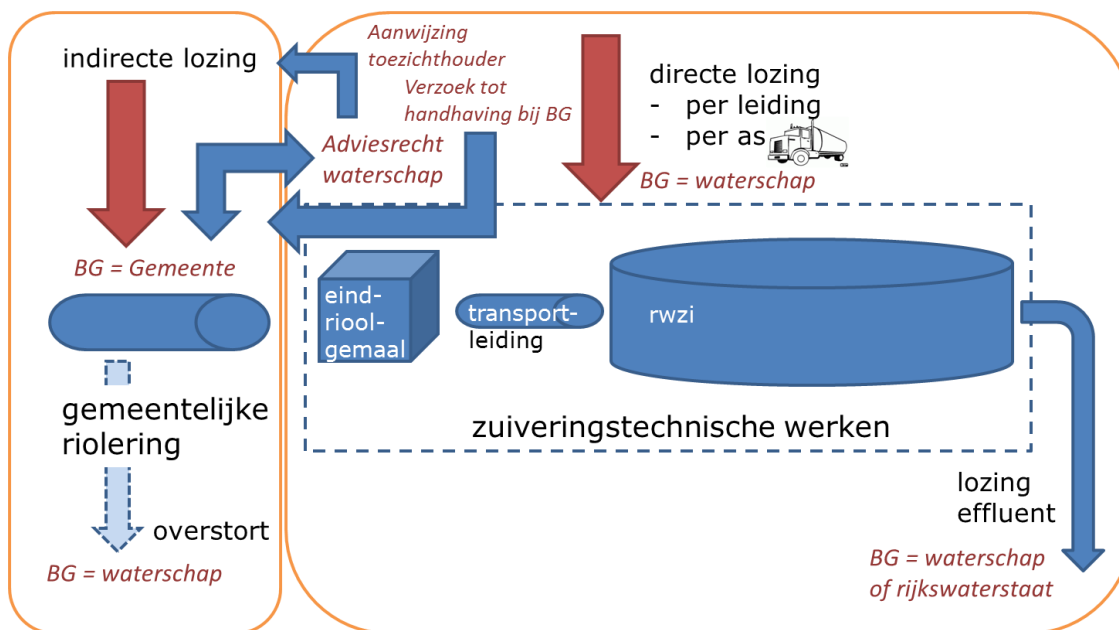 indirecte lozing
BG = Gemeente
gemeentelijke
riolering
overstort
BG = waterschap
Aanwijzing
toezichthouder
Verzoek tot
handhaving bij BG
Adviesrecht
waterschap
directe lozing
- per leiding
- per as
BG = waterschap
eind-
riool-
gemaal
transport-
leiding
rwzi
zuiveringstechnische werken
lozing
effluent
BG = waterschap
of rijkswaterstaat